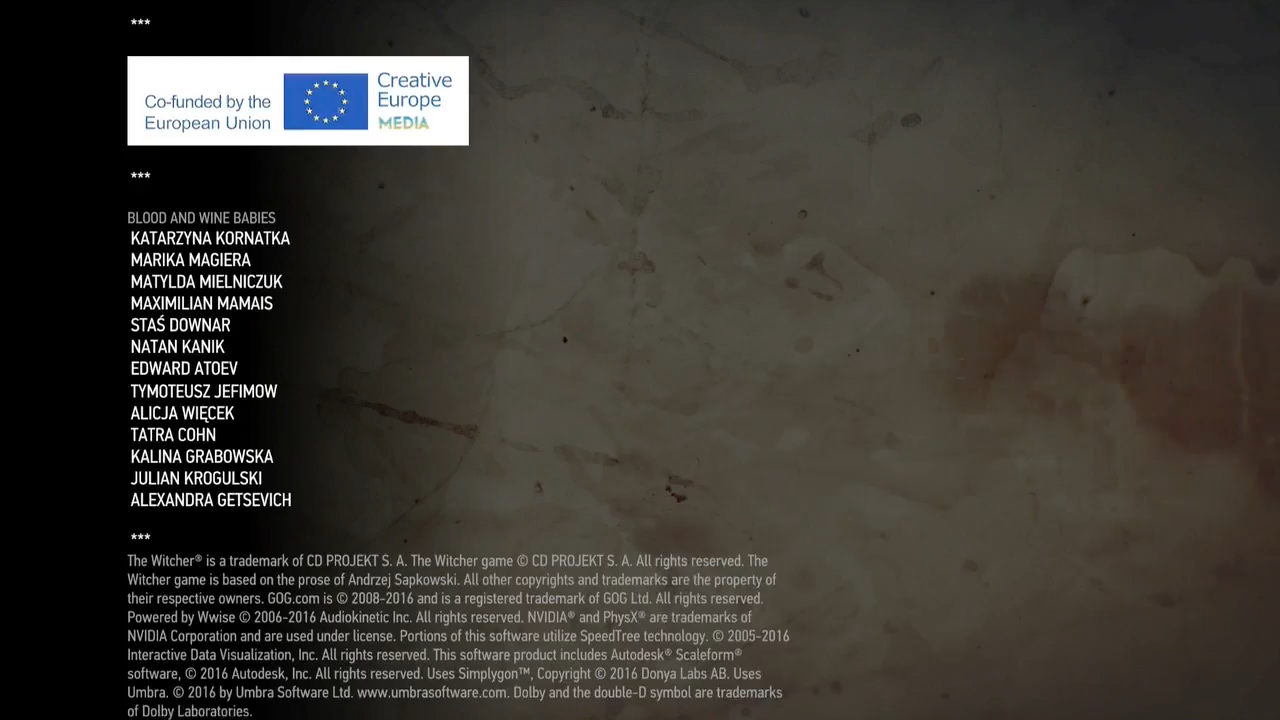 ***
Co-funded by the
European Union
Creative
Europe
MEDIA
***
BLOOD AND WINE BABIES
KATARZYNA KORNATKA
MARIKA MAGIERA
MATYLDA MIELNICZUK
MAXIMILIAN MAMAIS
STAŚ DOWNAR
NATAN KANIK
EDWARD ATOEV
TYMOTEUSZ JEFIMOW
ALICJA WIĘCEK
TATRA COHN
KALINA GRABOWSKA
JULIAN KROGULSKI
ALEXANDRA GETSEVICH
***
The Witcher® is a trademark of CD PROJEKT S. A. The Witcher game © CD PROJEKT S. A. All rights reserved. The
Witcher game is based on the prose of Andrzej Sapkowski. All other copyrights and trademarks are the property of
their respective owners. GOG.com is © 2008-2016 and is a registered trademark of GOG Ltd. All rights reserved.
Powered by Wwise © 2006-2016 Audiokinetic Inc. All rights reserved. NVIDIA® and PhysX® are trademarks of
NVIDIA Corporation and are used under license. Portions of this software utilize SpeedTree technology. © 2005-2016
Interactive Data Visualization, Inc. All rights reserved. This software product includes Autodesk® Scaleform®
software, © 2016 Autodesk, Inc. All rights reserved. Uses Simplygon™, Copyright © 2016 Donya Labs AB. Uses
Umbra. © 2016 by Umbra Software Ltd. www.umbrasoftware.com. Dolby and the double-D symbol are trademarks
of Dolby Laboratories.